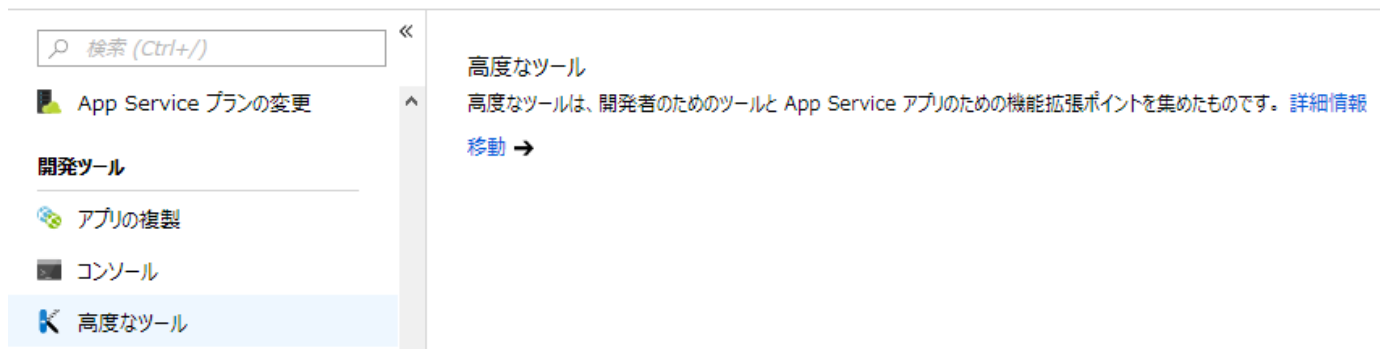 検索 (Ctrl+/)
«
App Service プランの変更
開発ツール
アプリの複製
コンソール
高度なツール
高度なツール
高度なツールは、開発者のためのツールと App Service アプリのための機能拡張ポイントを集めたものです。詳細情報
移動 ➔